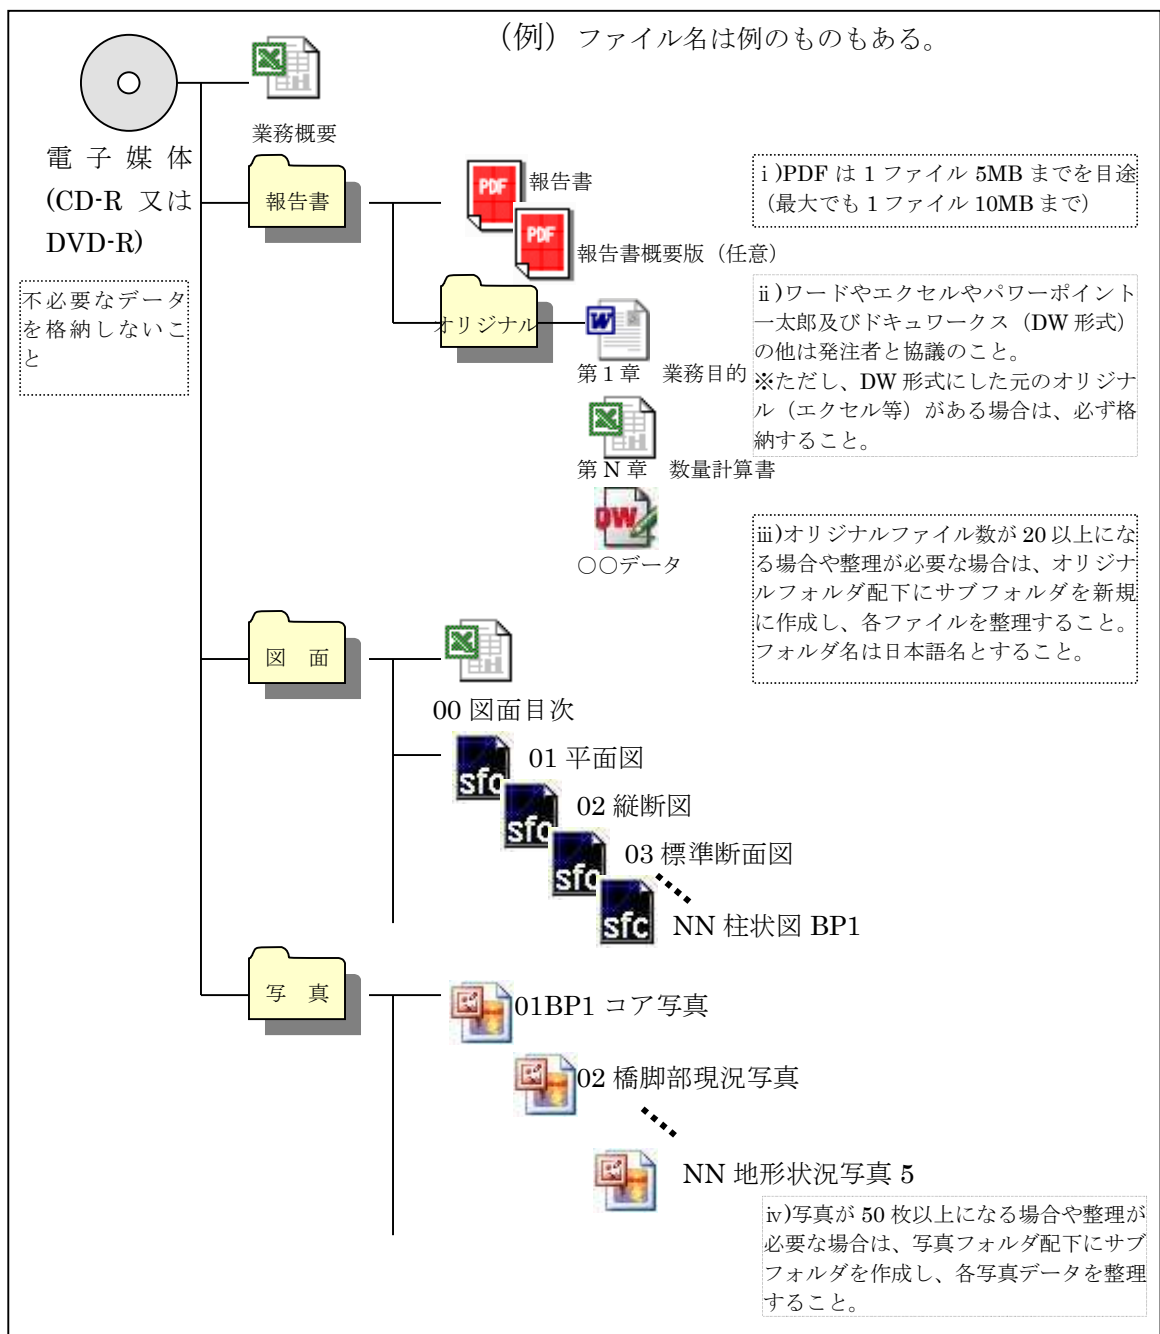 （例）ファイル名は例のものもある。
業務概要
電子媒体
(CD-R 又は
DVD-R)
不必要なデータ
を格納しないこ
と
報告書
PDF
報告書
PDF
報告書概要版（任意）
ⅰ)PDF は 1 ファイル 5MB までを目途
（最大でも 1 ファイル 10MB まで）
オリジナル
W
第１章　業務目的
第 N 章　数量計算書
DW
○○データ
ⅱ)ワードやエクセルやパワーポイント
一太郎及びドキュワークス（DW 形式）
の他は発注者と協議のこと。
※ただし、DW 形式にした元のオリジナ
ル（エクセル等）がある場合は、必ず格
納すること。
ⅲ)オリジナルファイル数が 20 以上にな
る場合や整理が必要な場合は、オリジナ
ルフォルダ配下にサブフォルダを新規
に作成し、各ファイルを整理すること。
フォルダ名は日本語名とすること。
図　面
00 図面目次
sfc
01 平面図
sfc
02 縦断図
sfc
03 標準断面図
sfc
NN 柱状図 BP1
写　真
01BP1 コア写真
02 橋脚部現況写真
NN 地形状況写真 5
ⅳ)写真が 50 枚以上になる場合や整理が
必要な場合は、写真フォルダ配下にサブ
フォルダを作成し、各写真データを整理
すること。